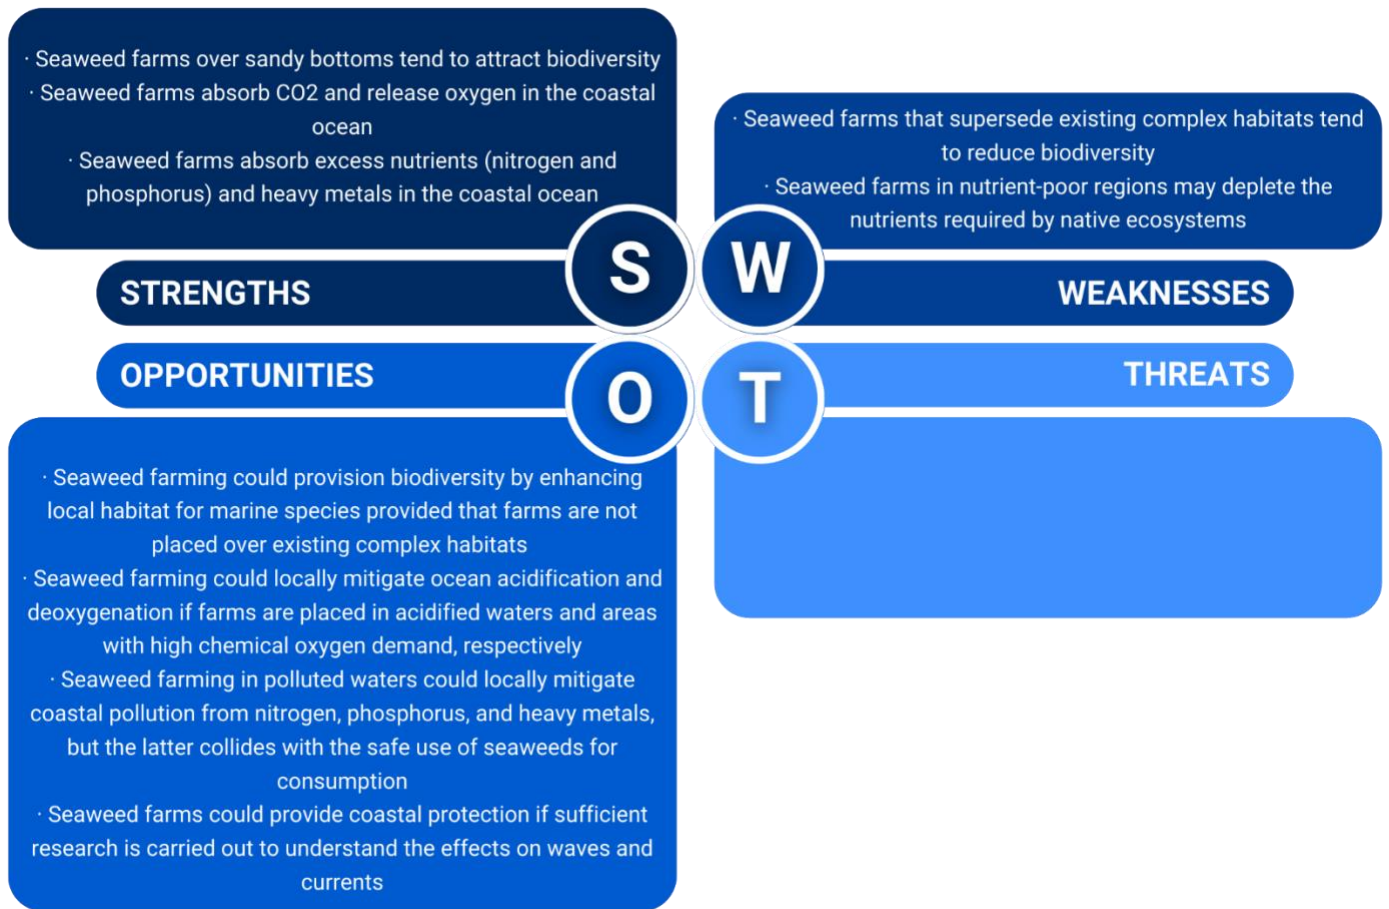 · Seaweed farms over sandy bottoms tend to attract biodiversity
· Seaweed farms absorb CO2 and release oxygen in the coastal
ocean
· Seaweed farms absorb excess nutrients (nitrogen and
phosphorus) and heavy metals in the coastal ocean
· Seaweed farms that supersede existing complex habitats tend
to reduce biodiversity
· Seaweed farms in nutrient-poor regions may deplete the
nutrients required by native ecosystems
S
W
STRENGTHS
WEAKNESSES
OPPORTUNITIES
THREATS
O
T
· Seaweed farming could provision biodiversity by enhancing
local habitat for marine species provided that farms are not
placed over existing complex habitats
· Seaweed farming could locally mitigate ocean acidification and
deoxygenation if farms are placed in acidified waters and areas
with high chemical oxygen demand, respectively
· Seaweed farming in polluted waters could locally mitigate
coastal pollution from nitrogen, phosphorus, and heavy metals,
but the latter collides with the safe use of seaweeds for
consumption
· Seaweed farms could provide coastal protection if sufficient
research is carried out to understand the effects on waves and
currents